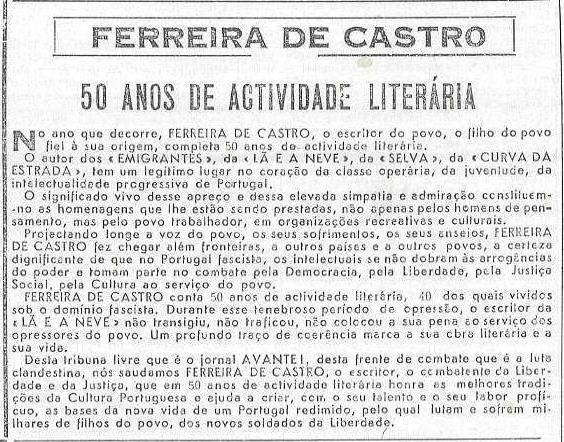 FERREIRA DE CASTRO
50 ANOS DE ACTIVIDADE LITERÁRIA
No ano que decorre, FERREIRA DE CASTRO, o escritor do povo, o filho do povo
fiel à sua origem, completa 50 anos de actividade literária.
O autor dos «EMIGRANTES», da «LÃ E A NEVE», da «SELVA», da «CURVA DA
ESTRADA», tem um legítimo lugar no coração da classe operária, da juventude, da
intelectualidade progressiva de Portugal.
O significado vivo desse apreço e dessa elevada simpatia e admiração constituem-
-no as homenagens que lhe estão sendo prestadas, não apenas pelos homens de pen-
samento, mas pelo povo trabalhador, em organizações recreativas e culturais.
Projectando longe a voz do povo, os seus sofrimentos, os seus anseios, FERREIRA
DE CASTRO fez chegar além fronteiras, a outros países e a outros povos, a certeza
dignificante de que no Portugal fascista, os intelectuais se não dobram às arrogâncias
do poder e tomam parte no combate pela Democracia, pela Liberdade, pela Justiça
Social, pela Cultura ao serviço do povo.
FERREIRA DE CASTRO conta 50 anos de actividade literária, 40 dos quais vividos
sob o domínio fascista. Durante esse tenebroso período de opressão, o escritor da
«LÃ E A NEVE» não transigiu, não traficou, não colocou a sua pena ao serviço dos
opressores do povo. Um profundo traço de coerência marca a sua obra literária e a
sua vida.
Desta tribuna livre que é o jornal AVANTE!, desta frente de combate que é a luta
clandestina, nós saudamos FERREIRA DE CASTRO, o escritor, o combatente da Liber-
dade e da Justiça, que em 50 anos de actividade literária honra as melhores tradi-
ções da Cultura Portuguesa e ajuda a criar, com o seu talento e o seu labor profí-
cuo, as bases da nova vida de um Portugal redimido, pelo qual lutam e sofrem mi-
lhares de filhos do povo, dos novos soldados da Liberdade.